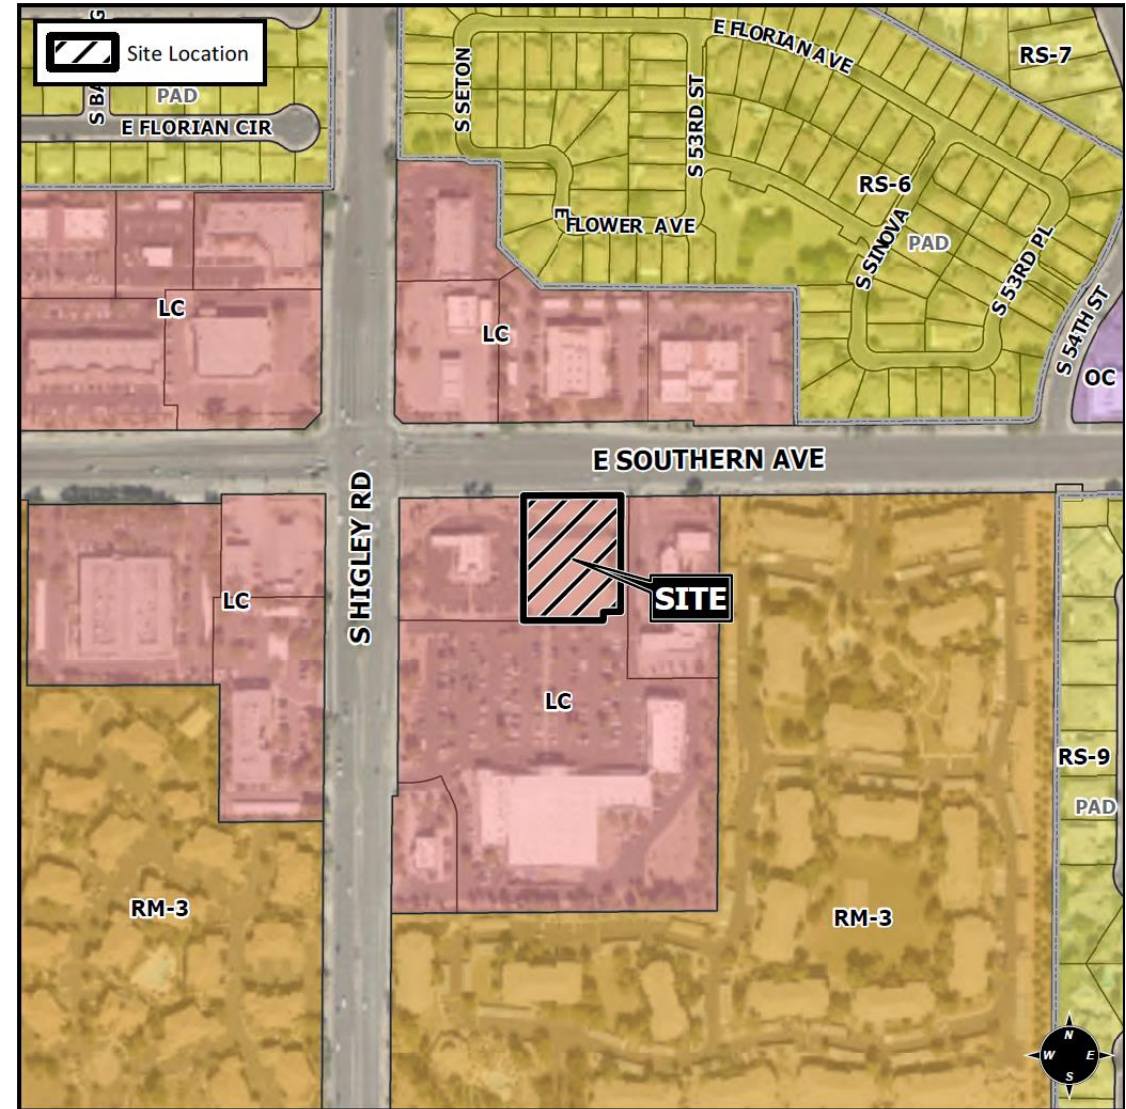 Site Location
S BA
G
PAD
E FLORIAN CIR
S SETON
E FLORIAN AVE
S 53RD ST
RS-7
RS-6
E
FLOWER AVE
S SINOVA
PAD
S 53RD PL
S 54TH ST
OC
LC
LC
E SOUTHERN AVE
S HIGLEY RD
SITE
LC
LC
RS-9
PAD
RM-3
RM-3
N
W
E
S